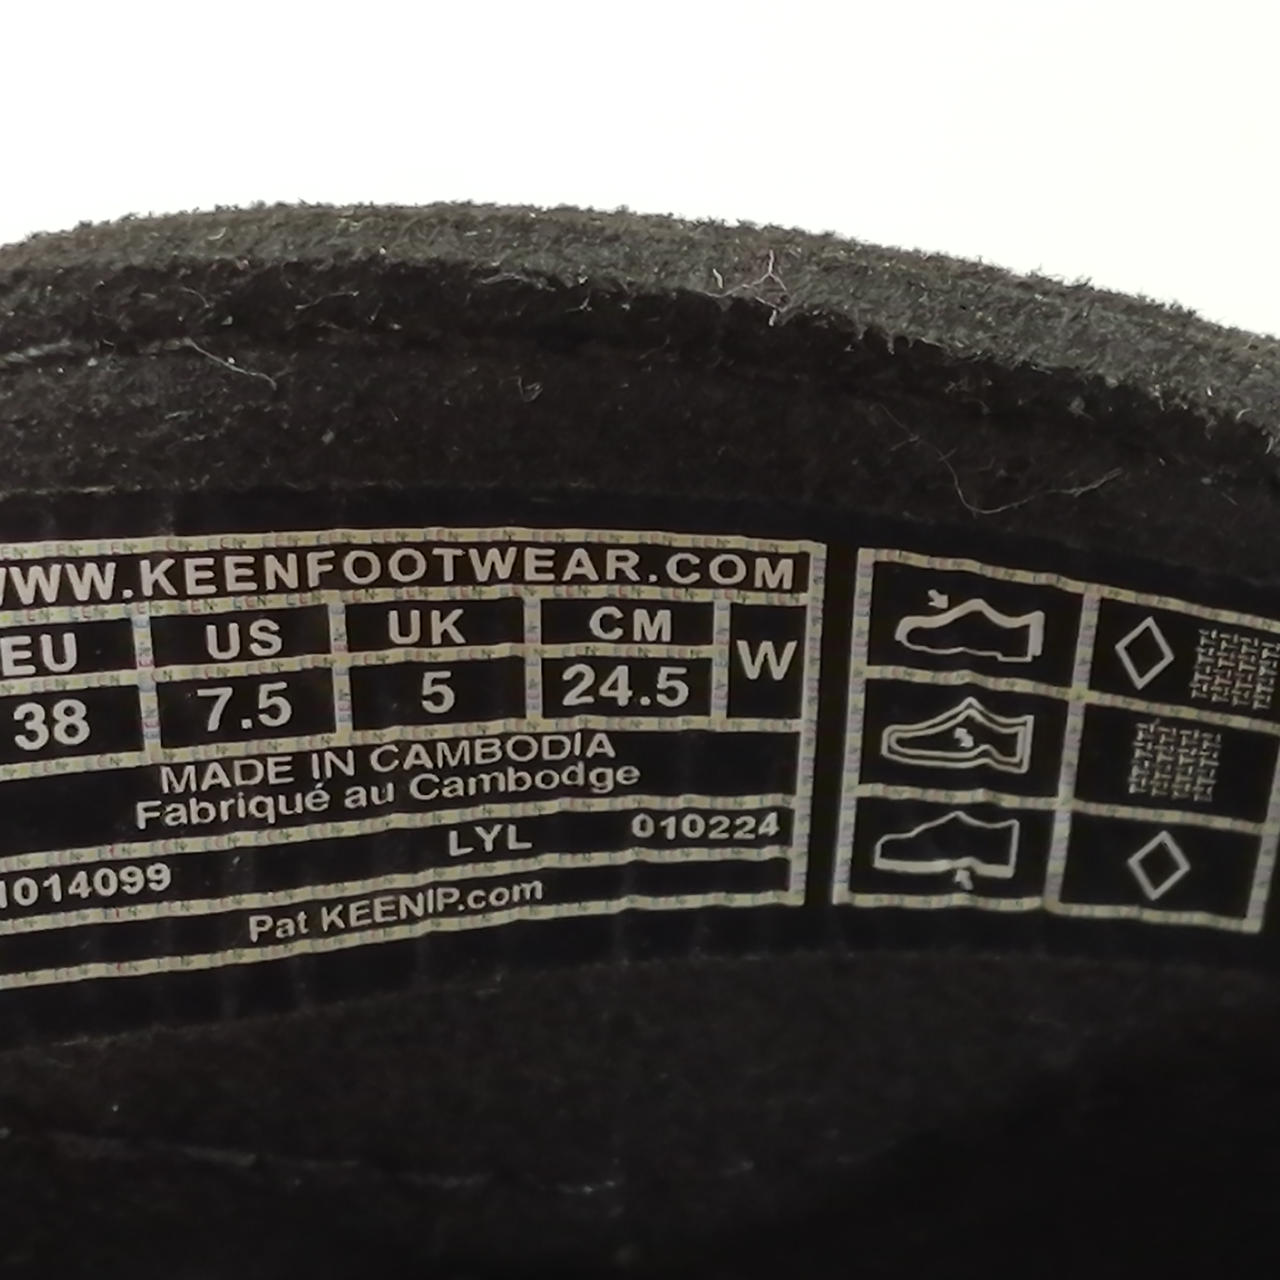 WWW.KEENFOOTWEAR.COM
EU US UK CM W
38 7.5 5 24.5
MADE IN CAMBODIA
Fabriqué au Cambodge
1014099 LYL 010224
Pat KEENIP.com